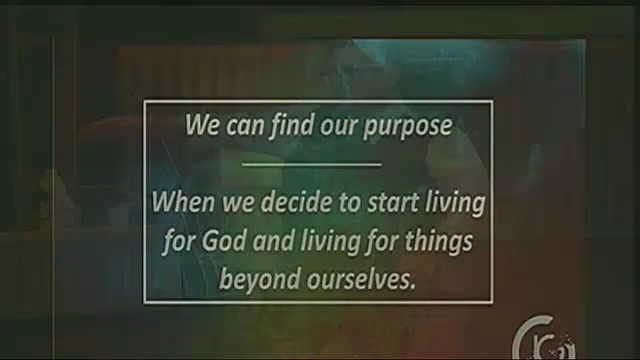 We can find our purpose
When we decide to start living
for God and living for things
beyond ourselves.